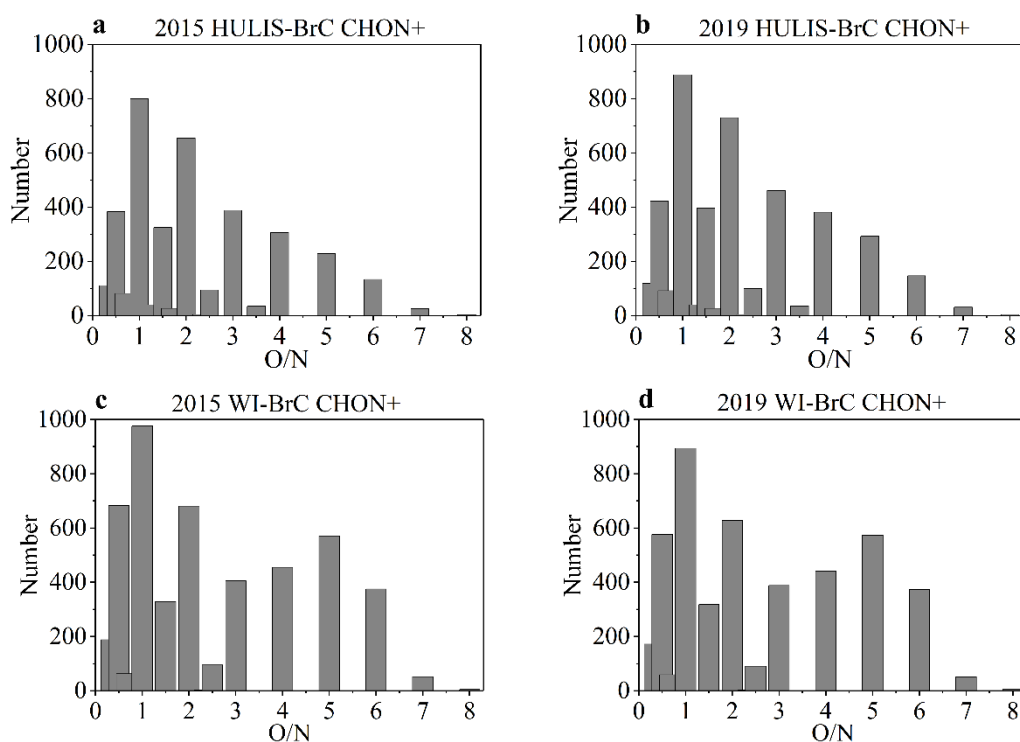 a 2015 HULIS-BrC CHON+
1000
800
600
400
200
0
Number
0 1 2 3 4 5 6 7 8
O/N
b 2019 HULIS-BrC CHON+
1000
800
600
400
200
0
Number
0 1 2 3 4 5 6 7 8
O/N
c 2015 WI-BrC CHON+
1000
800
600
400
200
0
Number
0 1 2 3 4 5 6 7 8
O/N
d 2019 WI-BrC CHON+
1000
800
600
400
200
0
Number
0 1 2 3 4 5 6 7 8
O/N